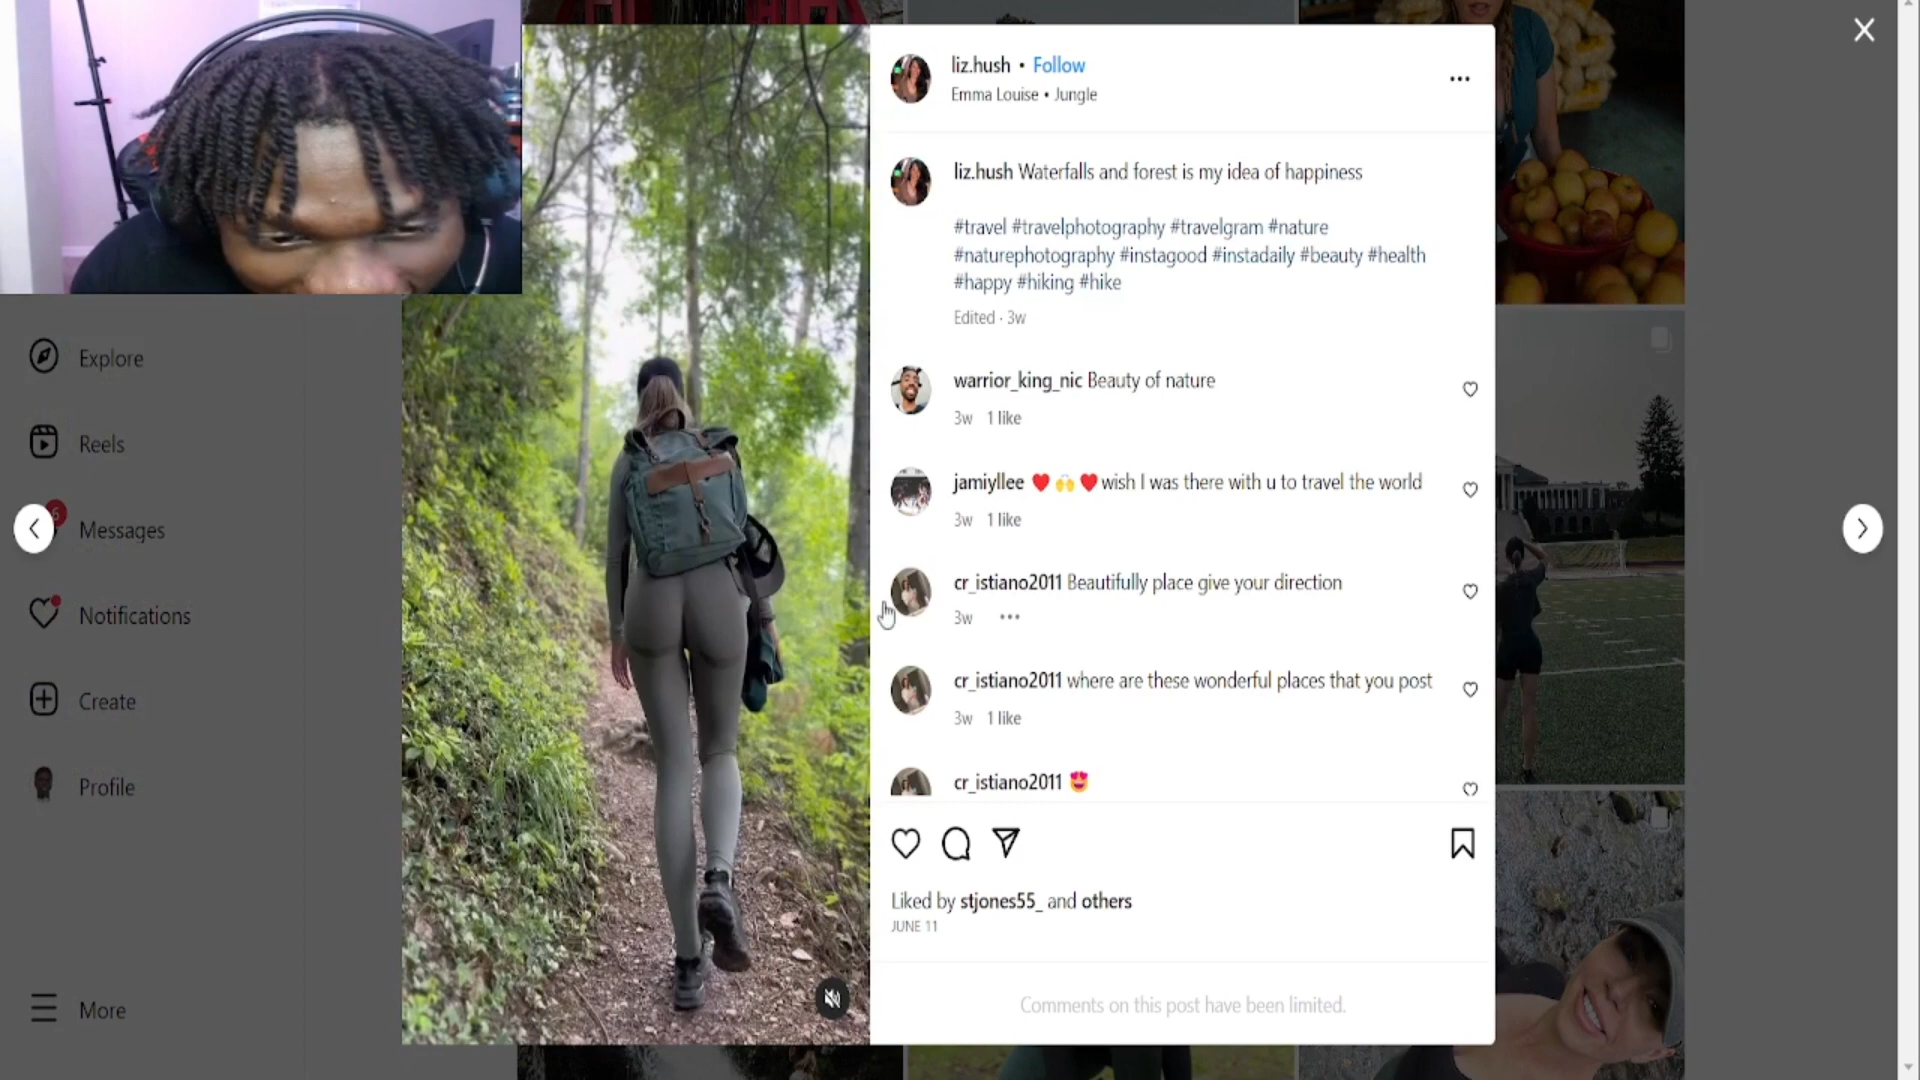 liz.hush • Follow
Emma Louise • Jungle
liz.hush Waterfalls and forest is my idea of happiness
#travel #travelphotography #travelgram #nature
#naturephotography #instagood #instadaily #beauty #health
#happy #hiking #hike
Edited · 3w
warrior_king_nic Beauty of nature
3w 1 like
jamiyllee ❤️ 🙌 ❤️ wish I was there with u to travel the world
3w 1 like
cr_istiano2011 Beautifully place give your direction
3w
cr_istiano2011 where are these wonderful places that you post
3w 1 like
cr_istiano2011 😍
Liked by stjones55_ and others
JUNE 11
Comments on this post have been limited.
Explore
Reels
6
Messages
Notifications
Create
Profile
More